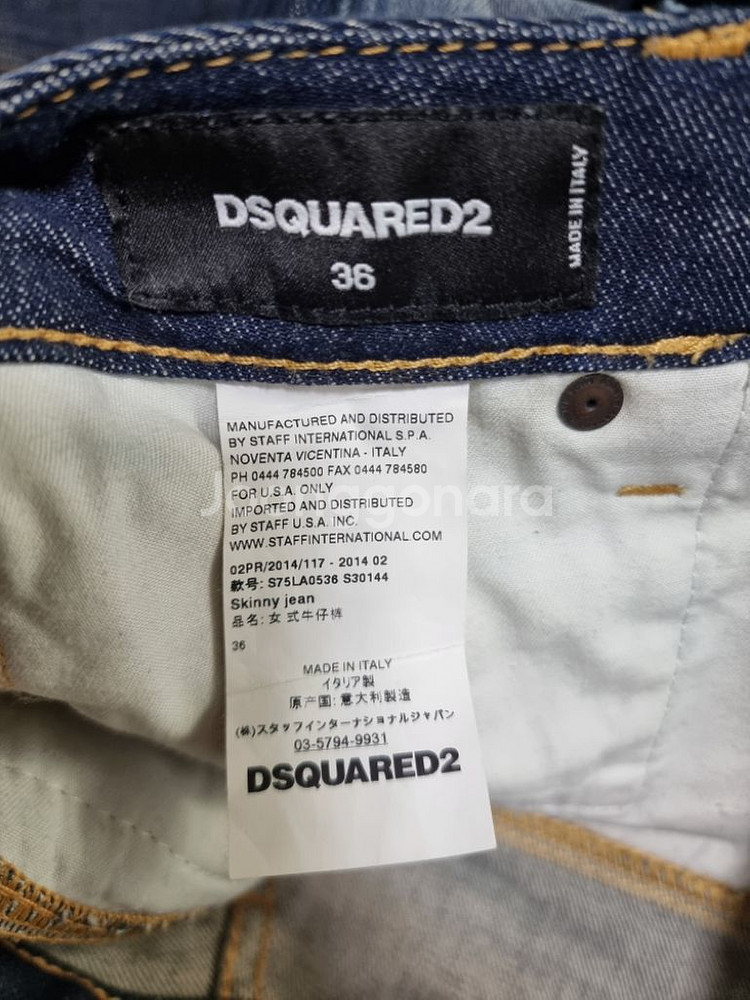 DSQUARED2
36
MADE IN ITALY
MANUFACTURED AND DISTRIBUTED
BY STAFF INTERNATIONAL S.P.A.
NOVENTA VICENTINA - ITALY
PH 0444 784500 FAX 0444 784580
FOR U.S.A. ONLY
IMPORTED AND DISTRIBUTED
BY STAFF U.S.A. INC.
WWW.STAFFINTERNATIONAL.COM
02PR/2014/117 - 2014 02
款号: S75LA0536 S30144
Skinny jean
品名: 女式牛仔裤
36
MADE IN ITALY
イタリア製
原产国: 意大利製造
(株)スタッフインターナショナルジャパン
03-5794-9931
DSQUARED2